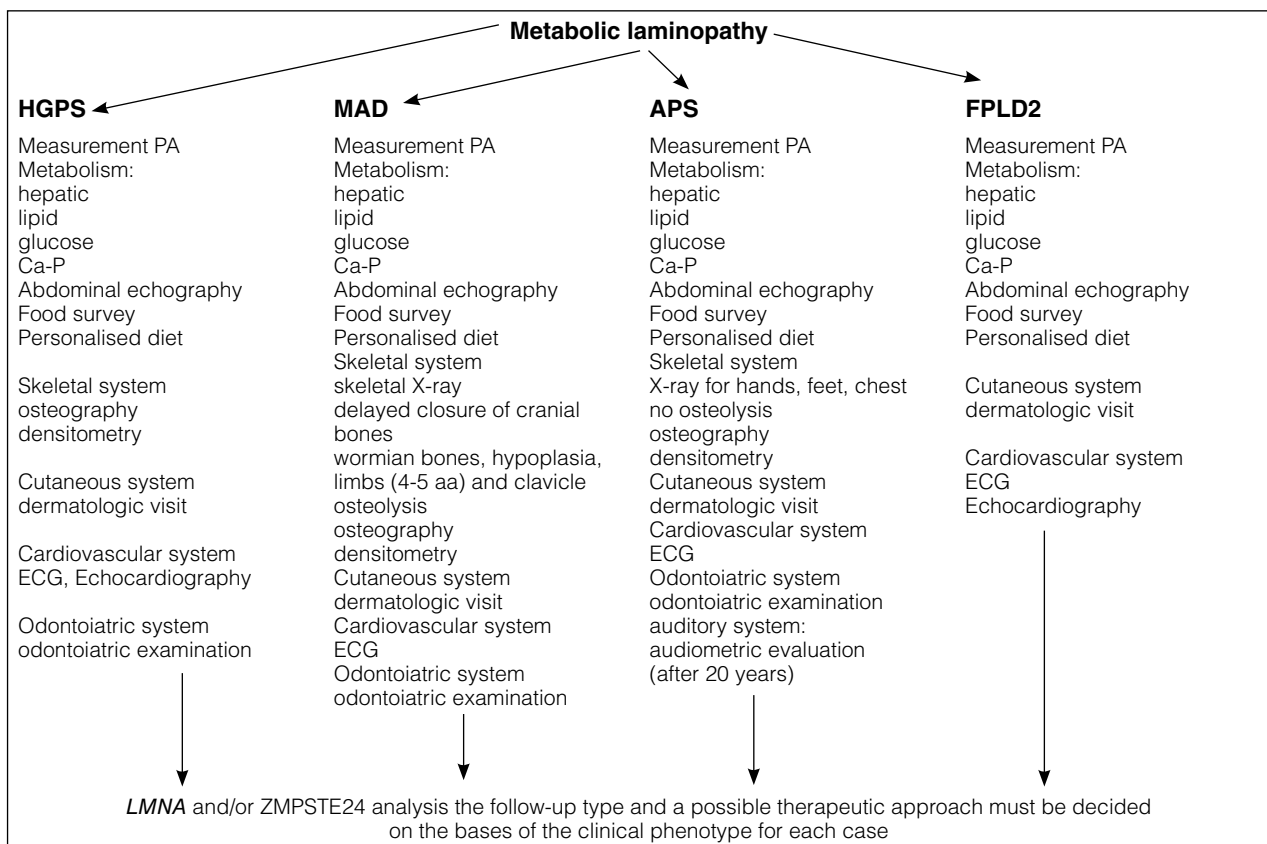 Metabolic laminopathy
HGPS
Measurement PA
Metabolism:
hepatic
lipid
glucose
Ca-P
Abdominal echography
Food survey
Personalised diet
Skeletal system
osteography
densitometry
Cutaneous system
dermatologic visit
Cardiovascular system
ECG, Echocardiography
Odontoiatric system
odontoiatric examination
MAD
Measurement PA
Metabolism:
hepatic
lipid
glucose
Ca-P
Abdominal echography
Food survey
Personalised diet
Skeletal system
skeletal X-ray
delayed closure of cranial
bones
wormian bones, hypoplasia,
limbs (4-5 aa) and clavicle
osteolysis
osteography
densitometry
Cutaneous system
dermatologic visit
Cardiovascular system
ECG
Odontoiatric system
odontoiatric examination
APS
Measurement PA
Metabolism:
hepatic
lipid
glucose
Ca-P
Abdominal echography
Food survey
Personalised diet
Skeletal system
X-ray for hands, feet, chest
no osteolysis
osteography
densitometry
Cutaneous system
dermatologic visit
Cardiovascular system
ECG
Odontoiatric system
odontoiatric examination
auditory system:
audiometric evaluation
(after 20 years)
FPLD2
Measurement PA
Metabolism:
hepatic
lipid
glucose
Ca-P
Abdominal echography
Food survey
Personalised diet
Cutaneous system
dermatologic visit
Cardiovascular system
ECG
Echocardiography
LMNA and/or ZMPSTE24 analysis the follow-up type and a possible therapeutic approach must be decided
on the bases of the clinical phenotype for each case